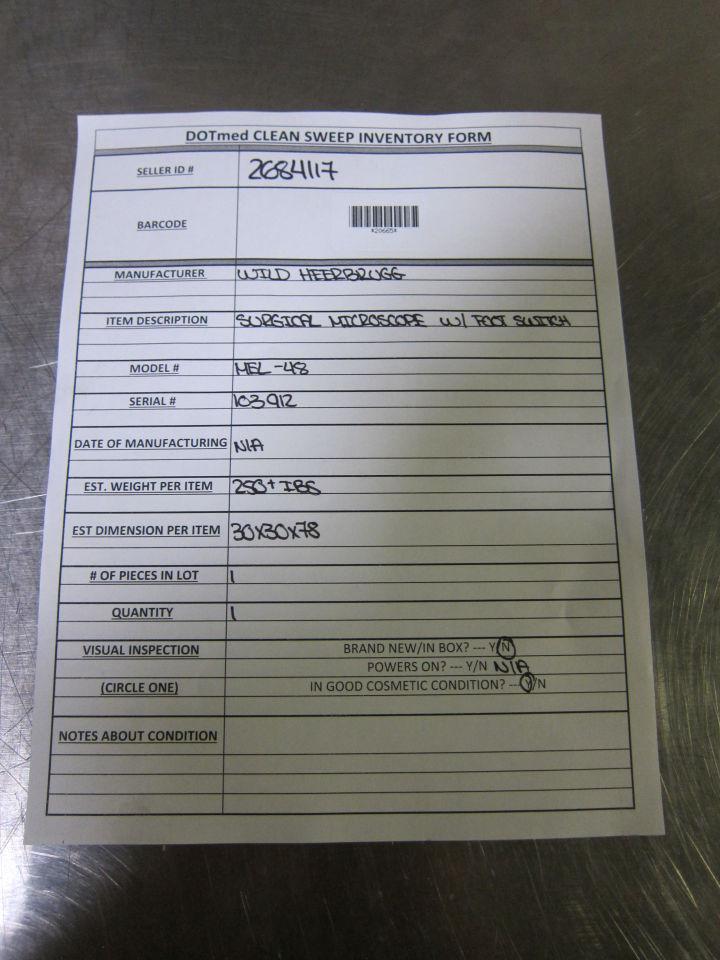 DOTmed CLEAN SWEEP INVENTORY FORM
SELLER ID # 2684117
BARCODE
*20665*
MANUFACTURER WILD HEERBRUGG
ITEM DESCRIPTION SURGICAL MICROSCOPE W/ FOOT SWITCH
MODEL # MEL-48
SERIAL # 103912
DATE OF MANUFACTURING N/A
EST. WEIGHT PER ITEM 250+ IBS
EST DIMENSION PER ITEM 30X30X78
# OF PIECES IN LOT 1
QUANTITY 1
VISUAL INSPECTION BRAND NEW/IN BOX? --- Y/N
POWERS ON? --- Y/N N/A
(CIRCLE ONE) IN GOOD COSMETIC CONDITION? ---Y/N
NOTES ABOUT CONDITION